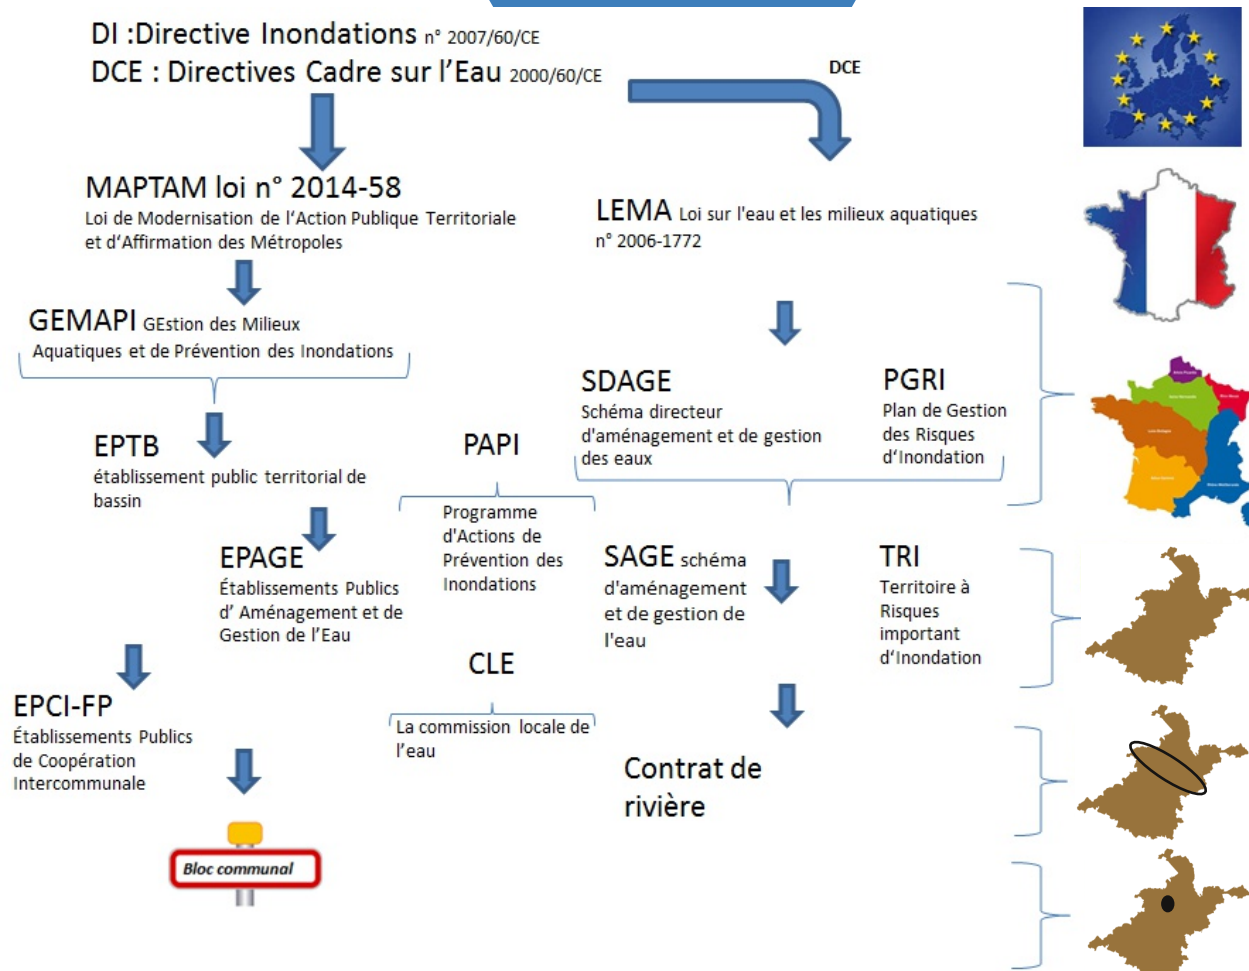 DI :Directive Inondations n° 2007/60/CE
DCE : Directives Cadre sur l'Eau 2000/60/CE
DCE
MAPTAM loi n° 2014-58
Loi de Modernisation de l'Action Publique Territoriale
et d'Affirmation des Métropoles
LEMA Loi sur l'eau et les milieux aquatiques
n° 2006-1772
GEMAPI GEstion des Milieux
Aquatiques et de Prévention des Inondations
SDAGE
Schéma directeur
d'aménagement et de gestion
des eaux
PGRI
Plan de Gestion
des Risques
d'Inondation
EPTB
établissement public territorial de
bassin
PAPI
Programme
d'Actions de
Prévention des
Inondations
EPAGE
Établissements Publics
d' Aménagement et de
Gestion de l'Eau
SAGE schéma
d'aménagement
et de gestion de
l'eau
TRI
Territoire à
Risques
important
d'Inondation
CLE
La commission locale de
l'eau
EPCI-FP
Établissements Publics
de Coopération
Intercommunale
Contrat de
rivière
Bloc communal